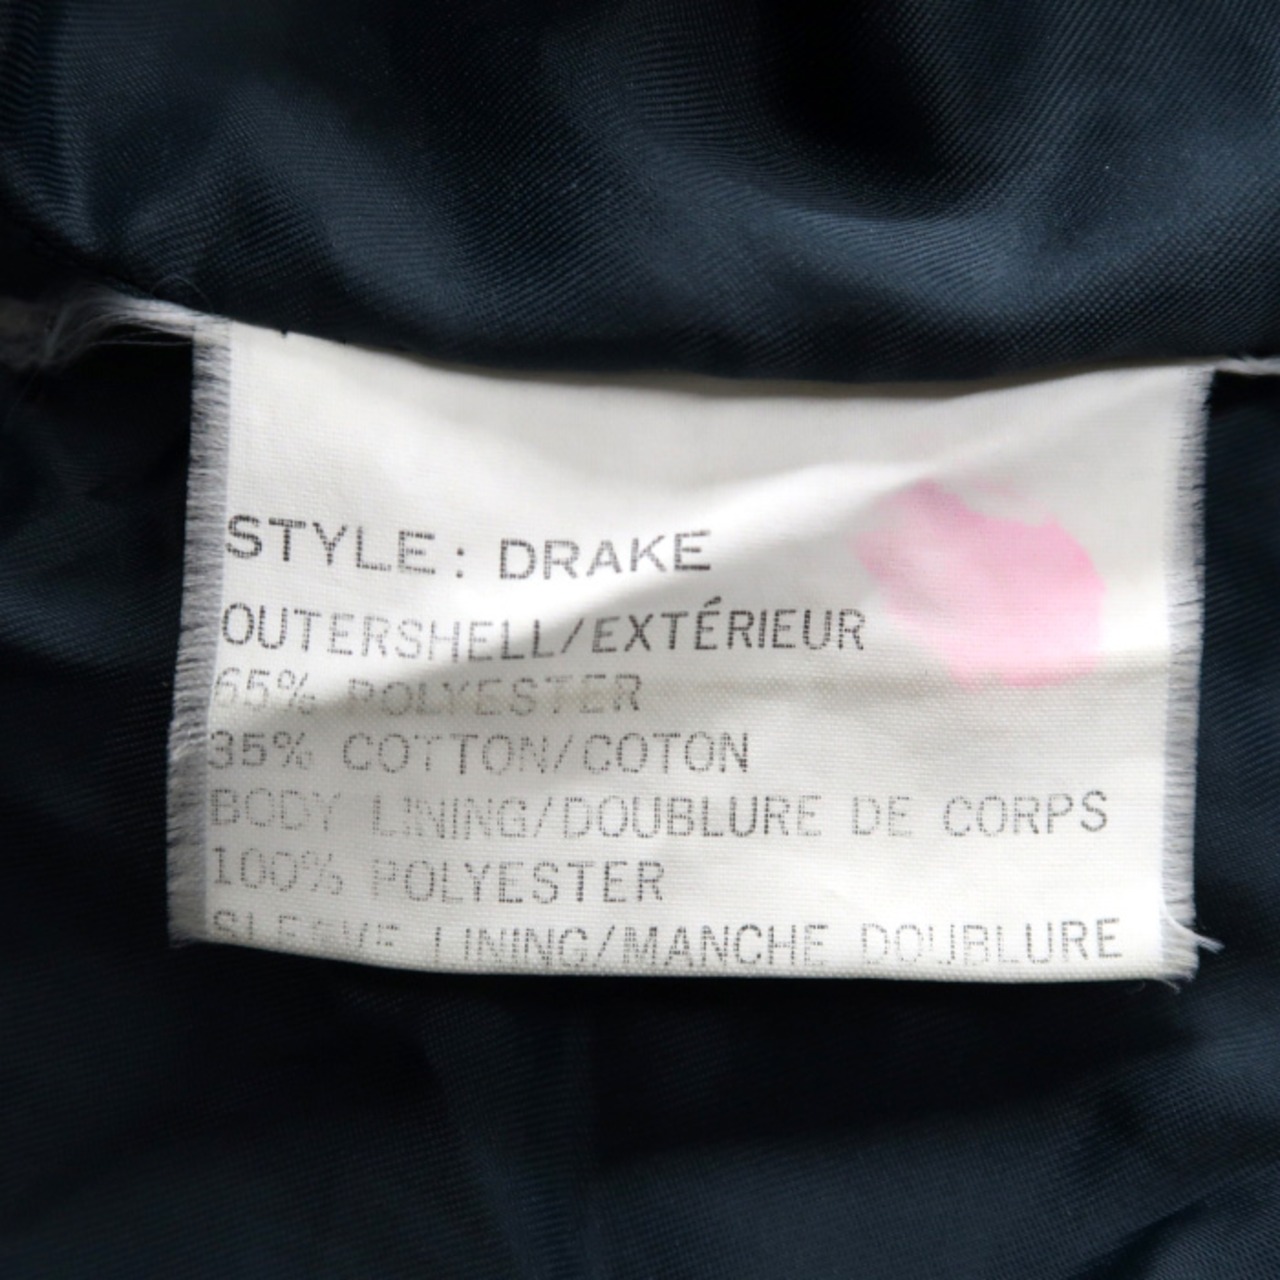 STYLE: DRAKE
OUTERSHELL/EXTÉRIEUR
65% POLYESTER
35% COTTON/COTON
BODY LINING/DOUBLURE DE CORPS
100% POLYESTER
SLEEVE LINING/MANCHE DOUBLURE